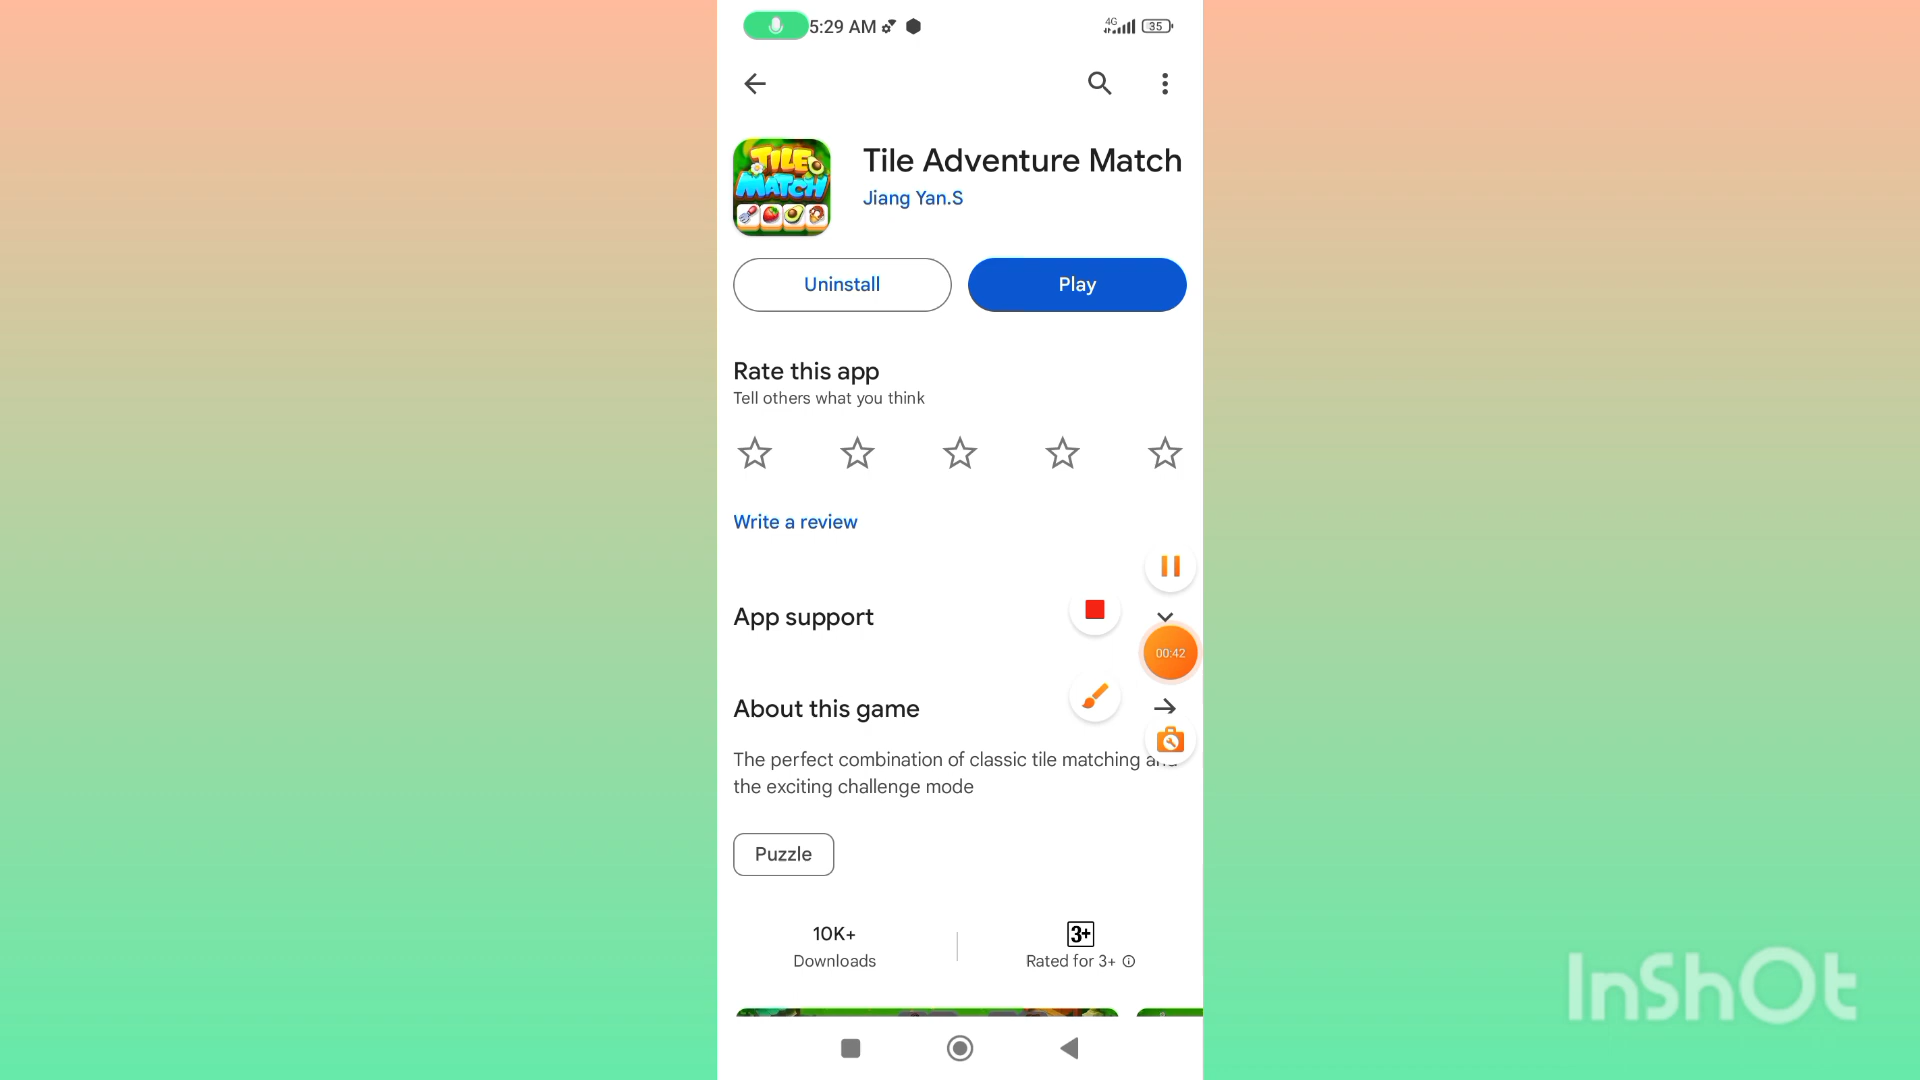 5:29 AM
4G
35
TILE
MATCH
Tile Adventure Match
Jiang Yan.S
Uninstall
Play
Rate this app
Tell others what you think
Write a review
App support
00:42
About this game
The perfect combination of classic tile matching
the exciting challenge mode
Puzzle
10K+
Downloads
3+
Rated for 3+
InShOt